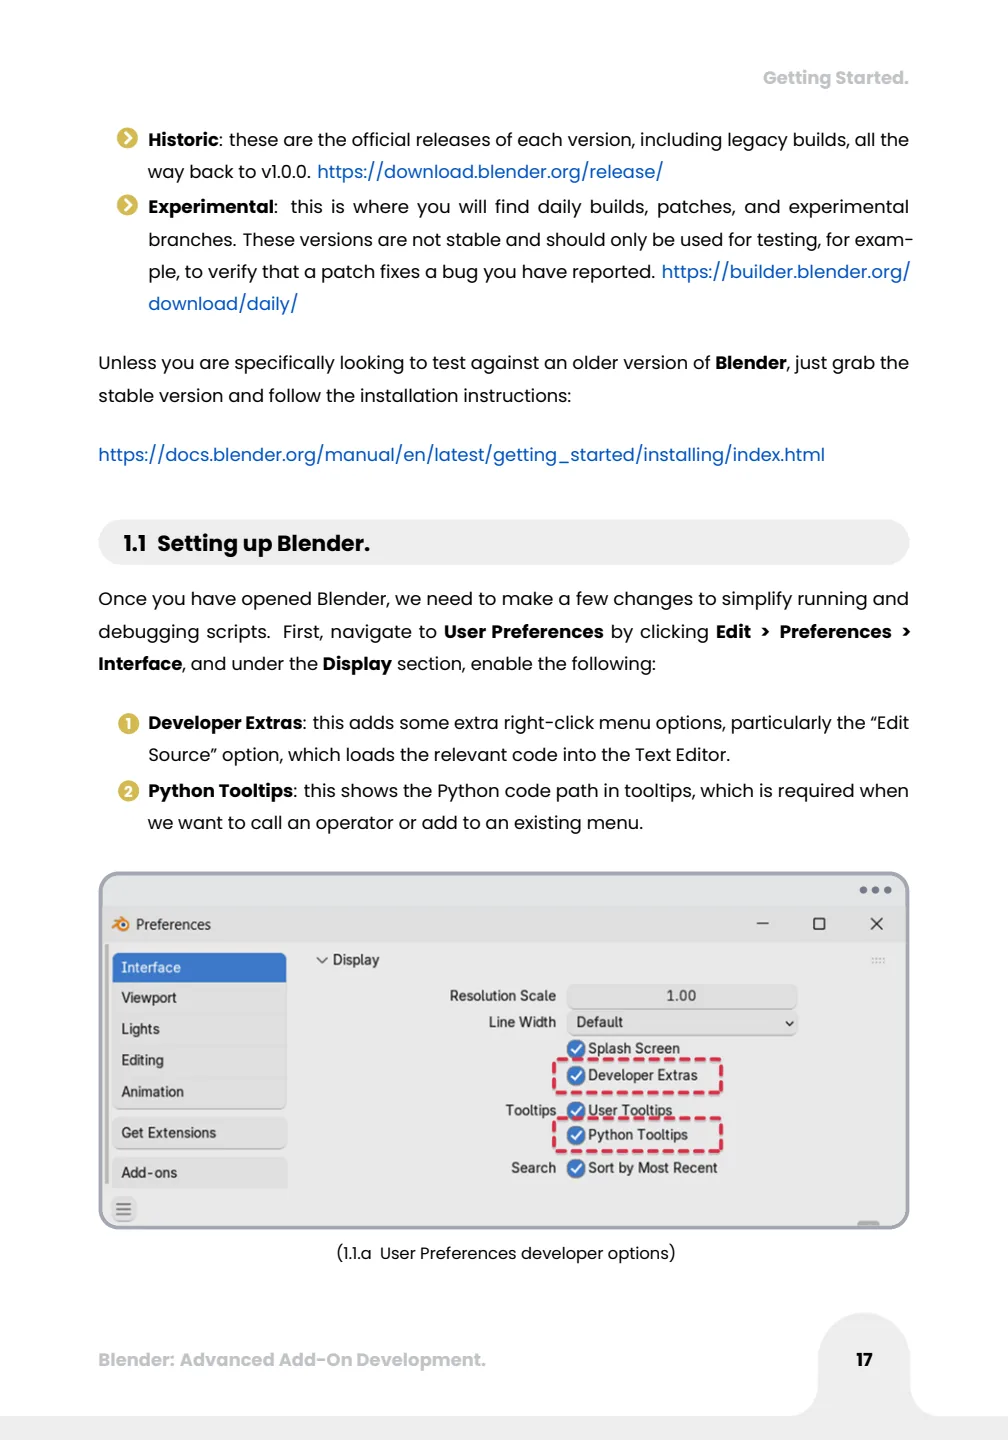 Getting Started.
Historic: these are the official releases of each version, including legacy builds, all the
way back to v1.0.0. https://download.blender.org/release/
Experimental: this is where you will find daily builds, patches, and experimental
branches. These versions are not stable and should only be used for testing, for exam-
ple, to verify that a patch fixes a bug you have reported. https://builder.blender.org/
download/daily/
Unless you are specifically looking to test against an older version of Blender, just grab the
stable version and follow the installation instructions:
https://docs.blender.org/manual/en/latest/getting_started/installing/index.html
1.1 Setting up Blender.
Once you have opened Blender, we need to make a few changes to simplify running and
debugging scripts. First, navigate to User Preferences by clicking Edit > Preferences >
Interface, and under the Display section, enable the following:
1 Developer Extras: this adds some extra right-click menu options, particularly the “Edit
Source” option, which loads the relevant code into the Text Editor.
2 Python Tooltips: this shows the Python code path in tooltips, which is required when
we want to call an operator or add to an existing menu.
Preferences
Interface
Viewport
Lights
Editing
Animation
Get Extensions
Add-ons
Display
Resolution Scale 1.00
Line Width Default
Splash Screen
Developer Extras
Tooltips User Tooltips
Python Tooltips
Search Sort by Most Recent
(1.1.a User Preferences developer options)
Blender: Advanced Add-On Development.
17